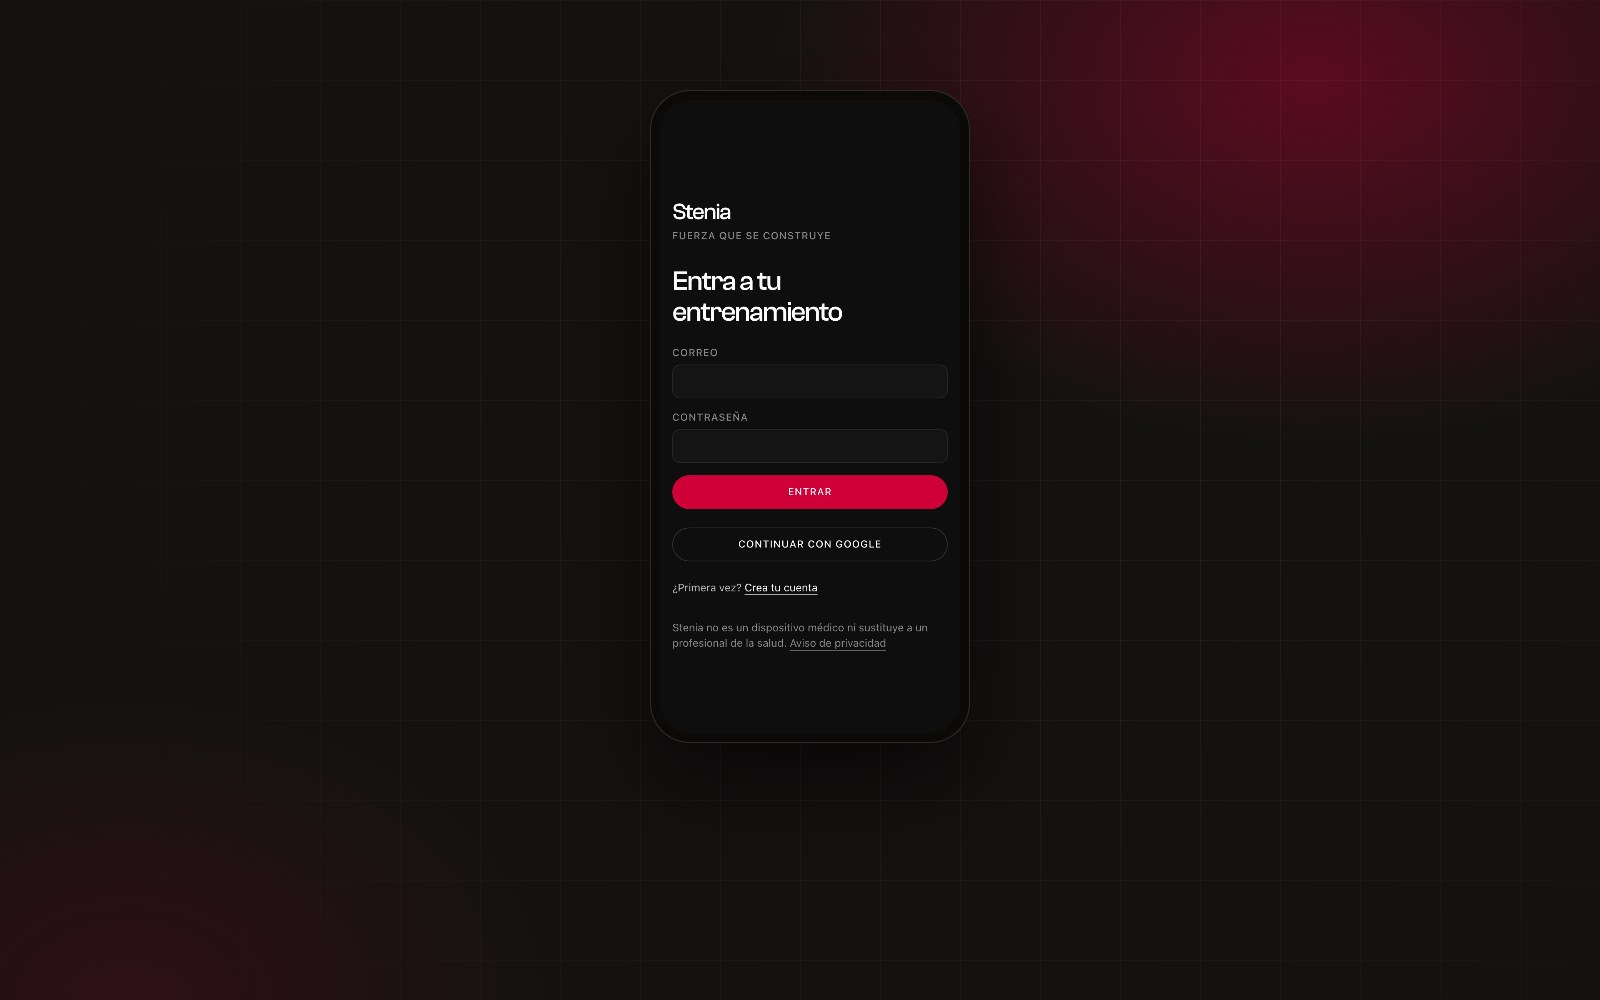 Stenia
FUERZA QUE SE CONSTRUYE
Entra a tu
entrenamiento
CORREO
CONTRASEÑA
ENTRAR
CONTINUAR CON GOOGLE
¿Primera vez? Crea tu cuenta
Stenia no es un dispositivo médico ni sustituye a un
profesional de la salud. Aviso de privacidad